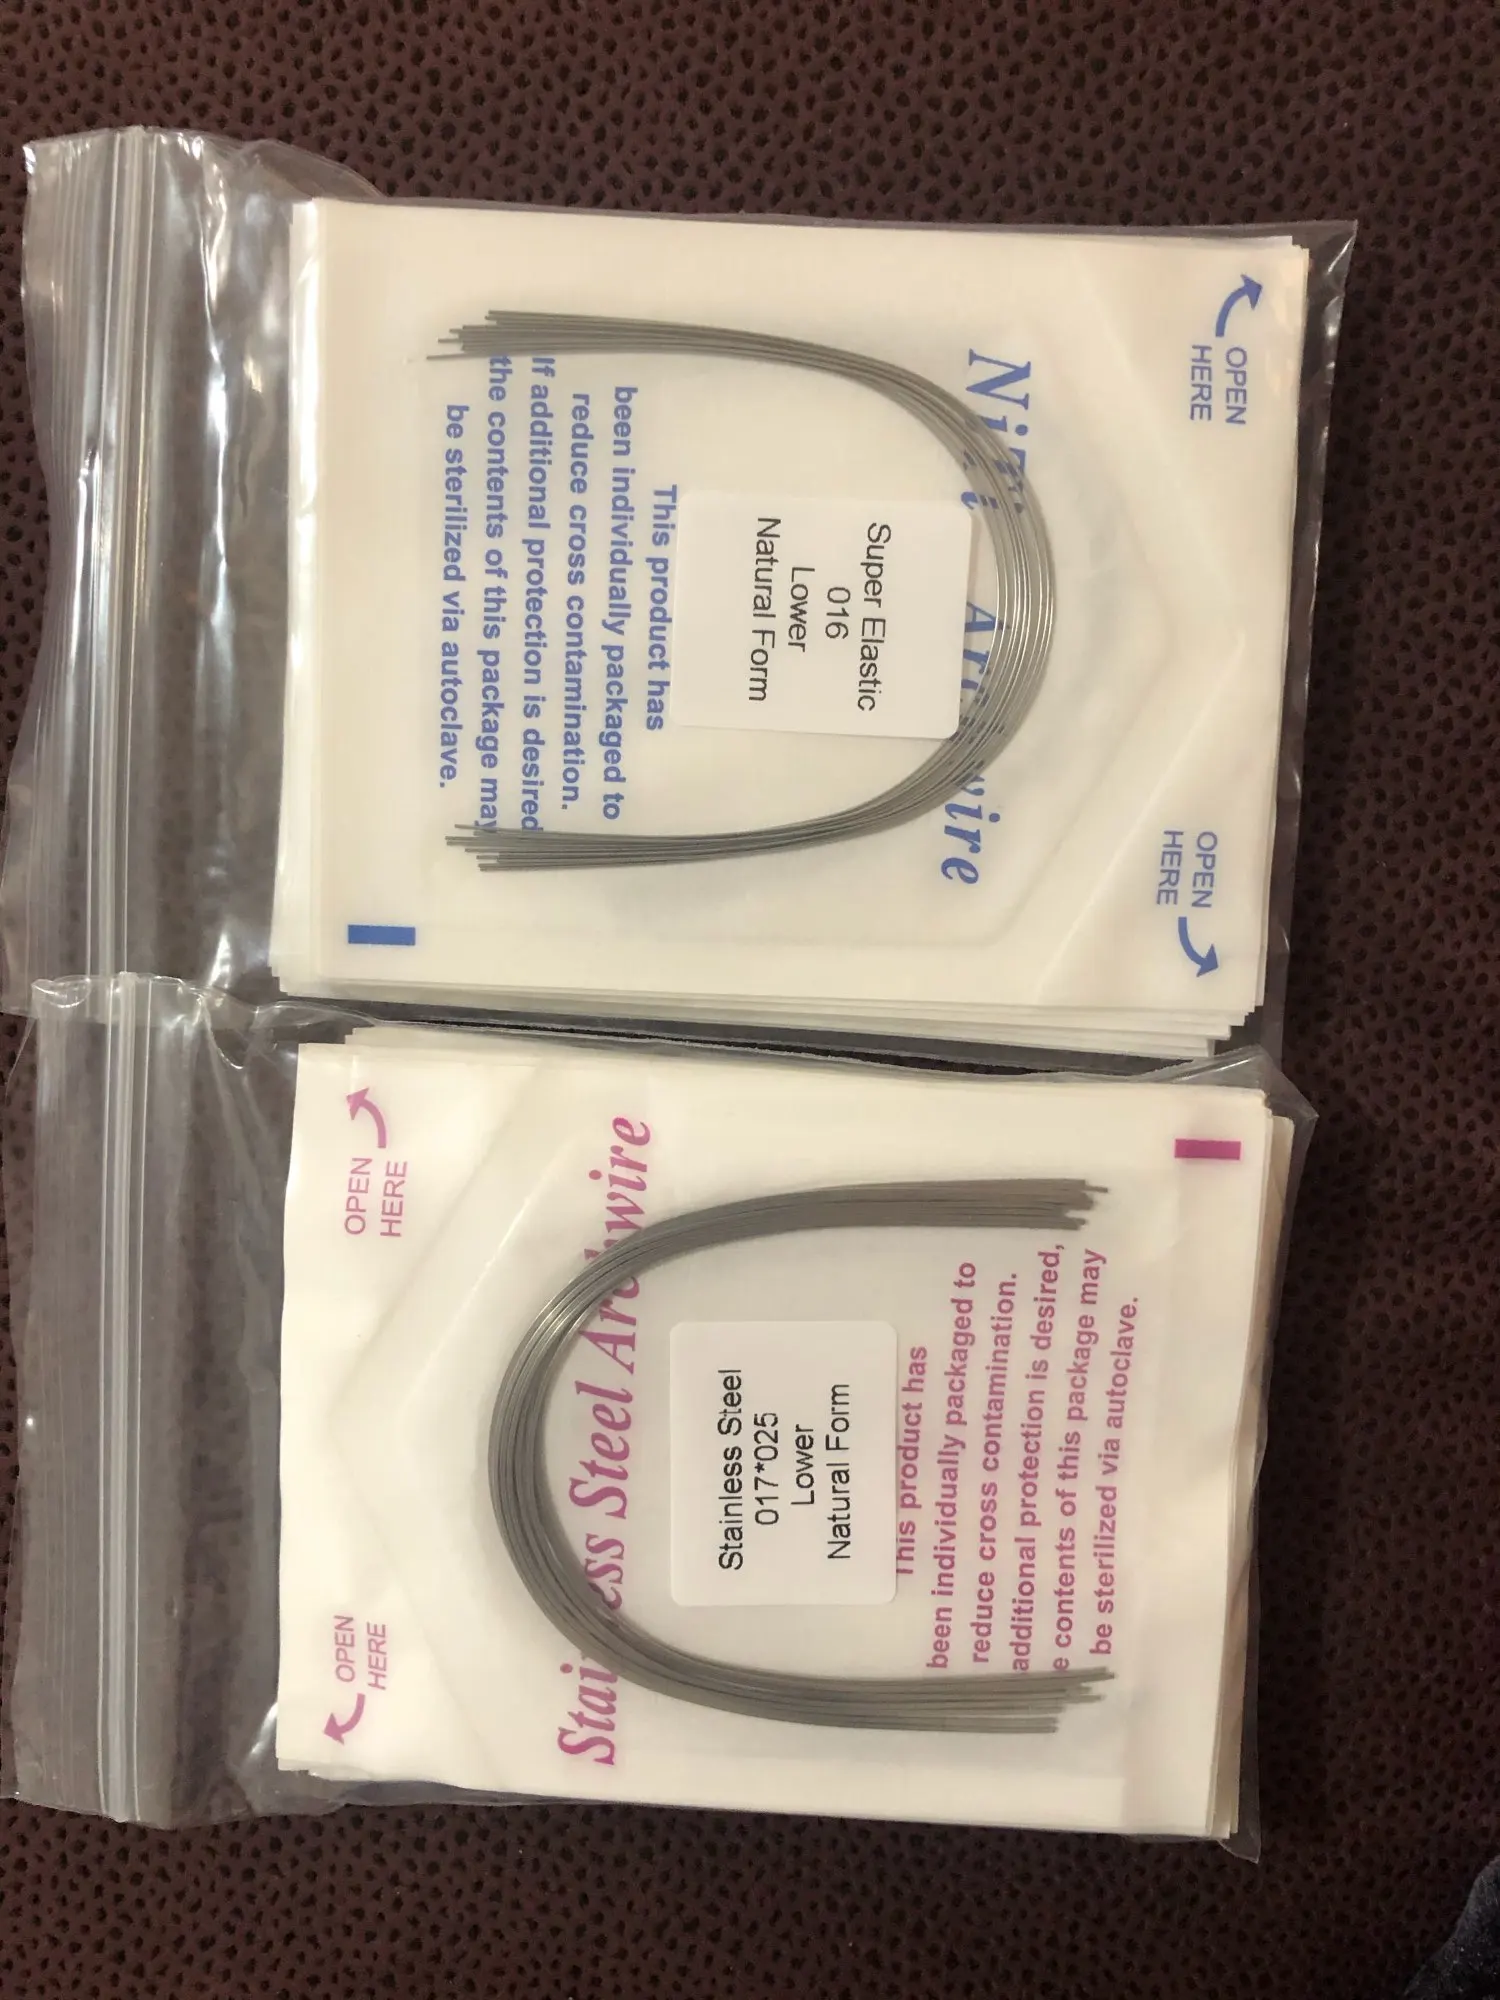 OPEN
HERE
OPEN
HERE
Super Elastic
016
Lower
Natural Form
This product has
been individually packaged to
reduce cross contamination.
If additional protection is desired
the contents of this package may
be sterilized via autoclave.
OPEN
HERE
OPEN
HERE
Stainless Steel Archwire
Stainless Steel
017*025
Lower
Natural Form
This product has
been individually packaged to
reduce cross contamination.
additional protection is desired,
e contents of this package may
be sterilized via autoclave.